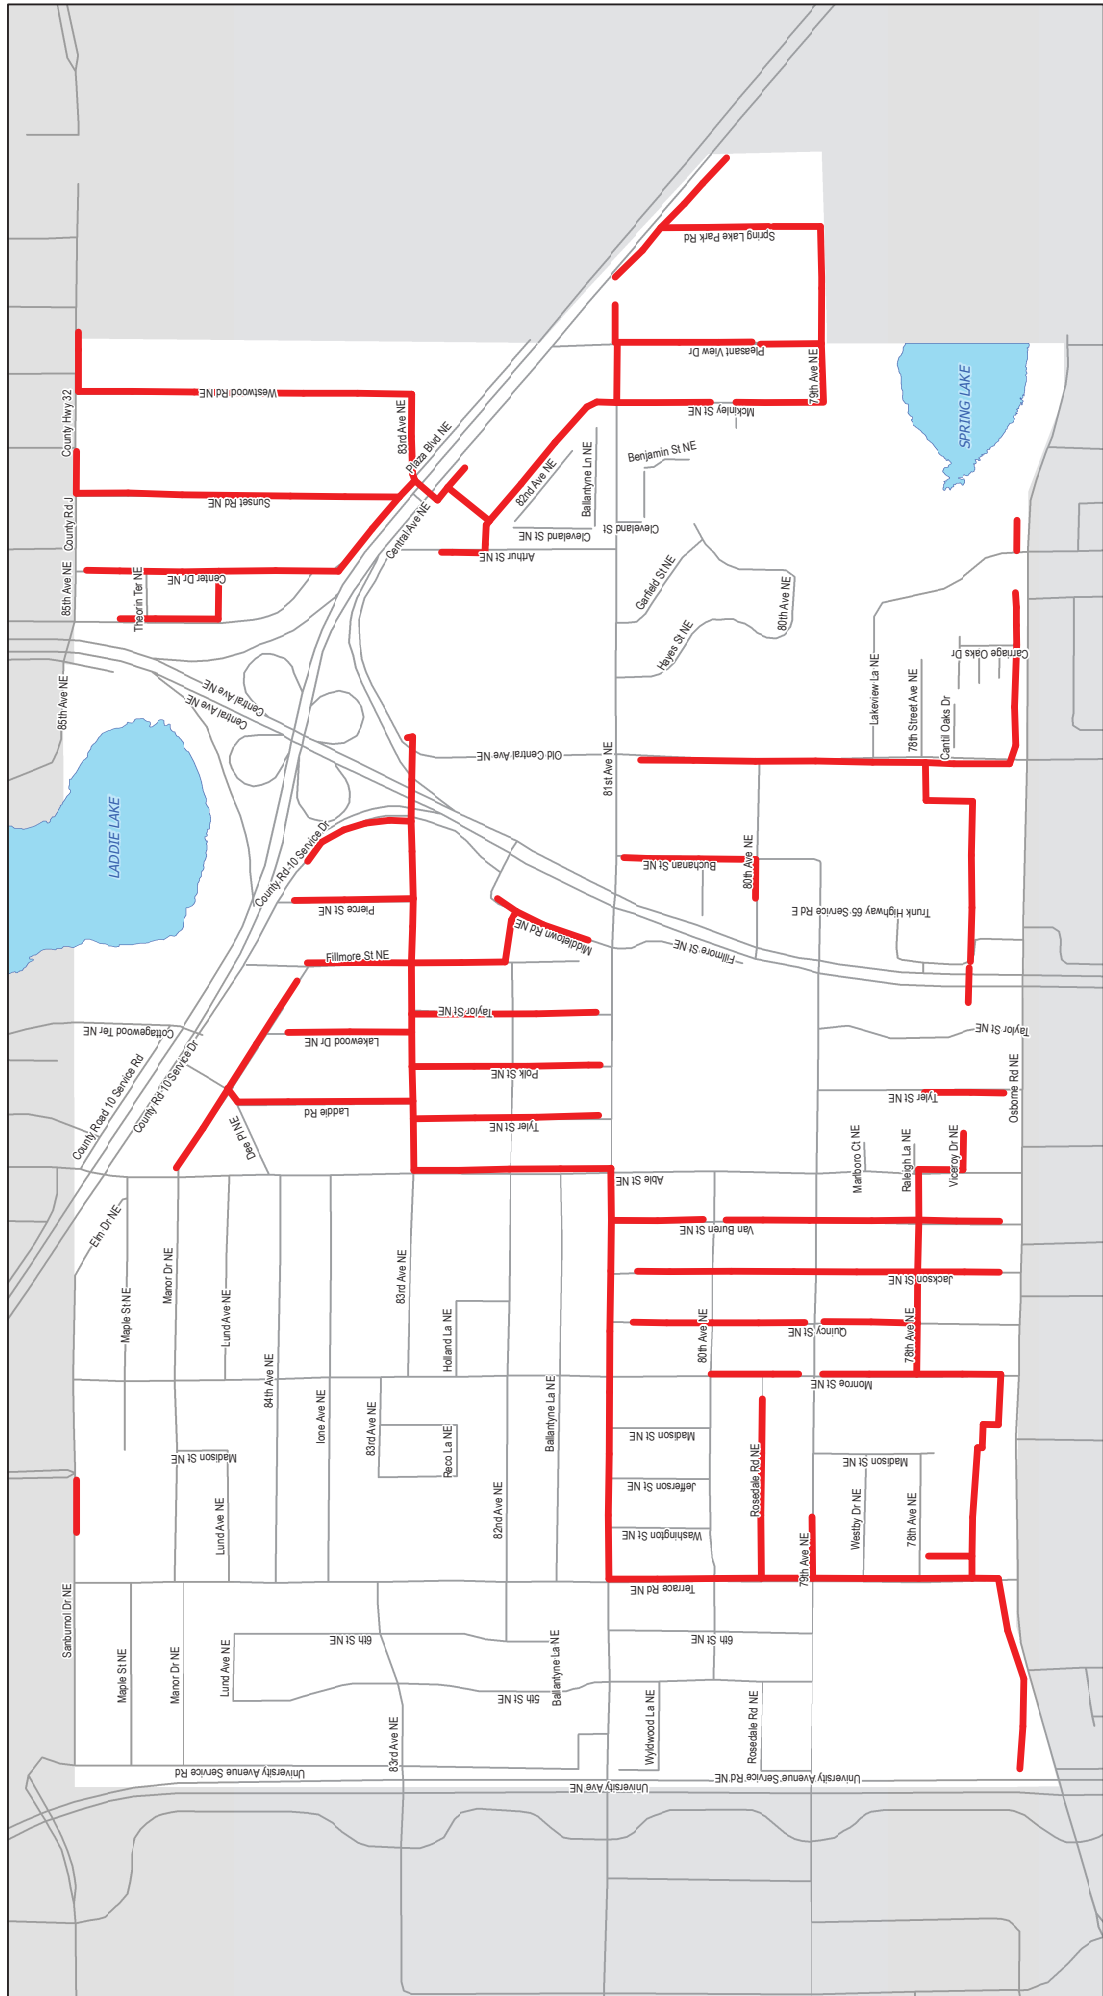 Spring Lake Park Rd
Pleasant View Dr
79th Ave NE
SPRING LAKE
Mckinley St NE
Westwood Rd NE
County Hwy 32
83rd Ave NE
Plaza Blvd NE
Benjamin St NE
Ballantyne Ln NE
82nd Ave NE
Sunset Rd NE
County Rd J
Central Ave NE
Cleveland St NE
Cleveland St
Arthur St NE
85th Ave NE
Theorin Ter NE
Center Dr NE
Garfield St NE
80th Ave NE
Hayes St NE
Carriage Oaks Dr
Lakeview La NE
78th Street Ave NE
Cantil Oaks Dr
85th Ave NE
Central Ave NE
Central Ave NE
Old Central Ave NE
81st Ave NE
LADDIE LAKE
County Rd-10 Service Dr
Buchanan St NE
80th Ave NE
Pierce St NE
Trunk Highway 65 Service Rd E
Middletown Rd NE
Fillmore St NE
Fillmore St NE
Taylor St NE
Taylor St NE
Cottagewood Ter NE
Lakewood Dr NE
County Road 10 Service Rd
County Rd 10 Service Dr
Polk St NE
Osborne Rd NE
Tyler St NE
Laddie Rd
Dee Pl NE
Tyler St NE
Marlboro Ct NE
Raleigh La NE
Viceroy Dr NE
Able St NE
Elm Dr NE
Van Buren St NE
Manor Dr NE
83rd Ave NE
Jackson St NE
Maple St NE
Lund Ave NE
Holland La NE
80th Ave NE
Quincy St NE
78th Ave NE
84th Ave NE
Monroe St NE
Ione Ave NE
83rd Ave NE
Ballantyne La NE
Madison St NE
Reco La NE
Madison St NE
Madison St NE
Jefferson St NE
Rosedale Rd NE
Lund Ave NE
82nd Ave NE
Washington St NE
Westby Dr NE
78th Ave NE
79th Ave NE
Terrace Rd NE
Sanburnol Dr NE
6th St NE
6th St NE
Maple St NE
Manor Dr NE
Lund Ave NE
Ballantyne La NE
5th St NE
Wyldwood La NE
Rosedale Rd NE
83rd Ave NE
University Avenue Service Rd
University Avenue Service Rd NE
University Ave NE